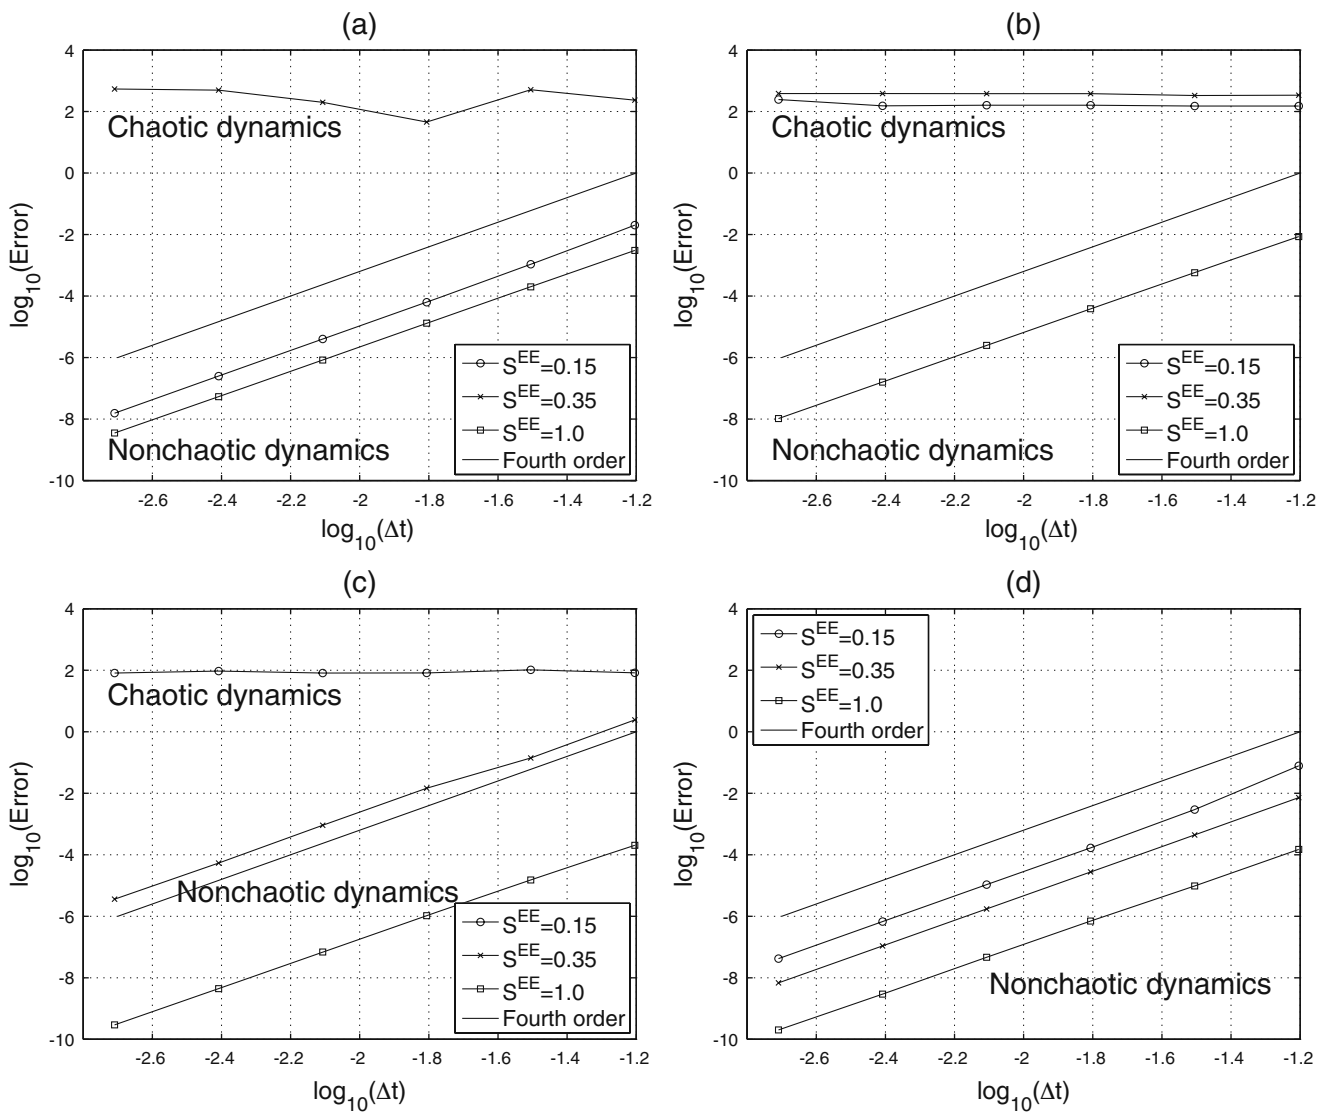 (a)
4
2
0
-2
-4
-6
-8
-10
log10(Error)
Chaotic dynamics
Nonchaotic dynamics
S^EE=0.15
S^EE=0.35
S^EE=1.0
Fourth order
-2.6 -2.4 -2.2 -2 -1.8 -1.6 -1.4 -1.2
log10(Δt)
(b)
4
2
0
-2
-4
-6
-8
-10
log10(Error)
Chaotic dynamics
Nonchaotic dynamics
S^EE=0.15
S^EE=0.35
S^EE=1.0
Fourth order
-2.6 -2.4 -2.2 -2 -1.8 -1.6 -1.4 -1.2
log10(Δt)
(c)
4
2
0
-2
-4
-6
-8
-10
log10(Error)
Chaotic dynamics
Nonchaotic dynamics
S^EE=0.15
S^EE=0.35
S^EE=1.0
Fourth order
-2.6 -2.4 -2.2 -2 -1.8 -1.6 -1.4 -1.2
log10(Δt)
(d)
4
2
0
-2
-4
-6
-8
-10
log10(Error)
S^EE=0.15
S^EE=0.35
S^EE=1.0
Fourth order
Nonchaotic dynamics
-2.6 -2.4 -2.2 -2 -1.8 -1.6 -1.4 -1.2
log10(Δt)